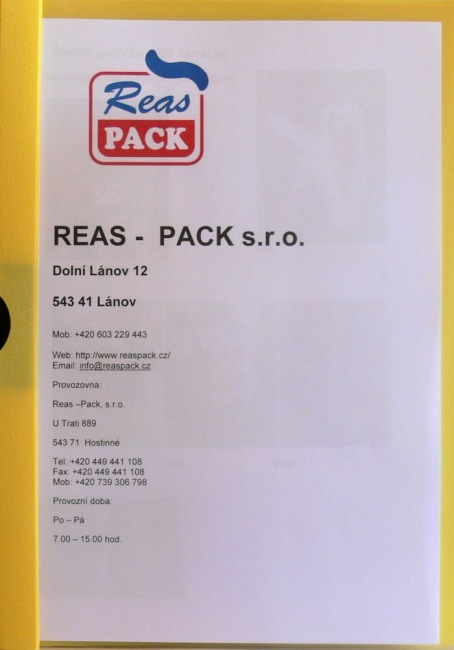 Reas
PACK
REAS - PACK s.r.o.
Dolní Lánov 12
543 41 Lánov
Mob: +420 603 229 443
Web: http://www.reaspack.cz/
Email: info@reaspack.cz
Provozovna:
Reas –Pack, s.r.o.
U Trati 889
543 71 Hostinné
Tel: +420 449 441 108
Fax: +420 449 441 108
Mob: +420 739 306 798
Provozní doba:
Po – Pá
7.00 – 15.00 hod.